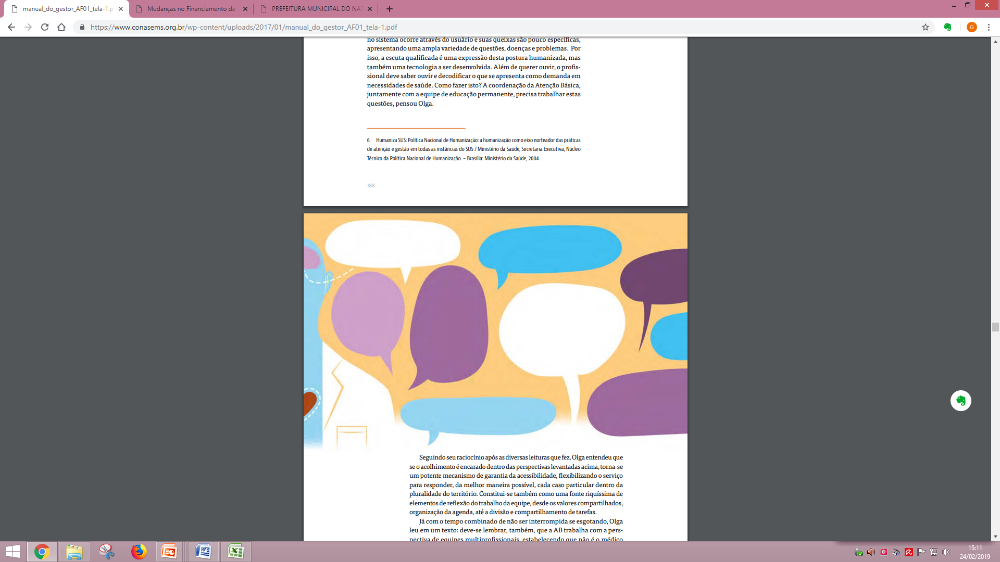 manual_do_gestor_AF01_tela-1.p
Mudanças no Financiamento da
PREFEITURA MUNICIPAL DO NA
https://www.conasems.org.br/wp-content/uploads/2017/01/manual_do_gestor_AF01_tela-1.pdf
G
no sistema ocorre através do usuário e suas queixas são pouco específicas,
apresentando uma ampla variedade de questões, doenças e problemas. Por
isso, a escuta qualificada é uma expressão desta postura humanizada, mas
também uma tecnologia a ser desenvolvida. Além de querer ouvir, o profis-
sional deve saber ouvir e decodificar o que se apresenta como demanda em
necessidades de saúde. Como fazer isto? A coordenação da Atenção Básica,
juntamente com a equipe de educação permanente, precisa trabalhar estas
questões, pensou Olga.
6 Humaniza SUS: Política Nacional de Humanização: a humanização como eixo norteador das práticas
de atenção e gestão em todas as instâncias do SUS / Ministério da Saúde, Secretaria Executiva, Núcleo
Técnico da Política Nacional de Humanização. – Brasília: Ministério da Saúde, 2004.
188
Seguindo seu raciocínio após as diversas leituras que fez, Olga entendeu que
se o acolhimento é encarado dentro das perspectivas levantadas acima, torna-se
um potente mecanismo de garantia da acessibilidade, flexibilizando o serviço
para responder, da melhor maneira possível, cada caso particular dentro da
pluralidade do território. Constitui-se também como uma fonte riquíssima de
elementos de reflexão do trabalho da equipe, desde os valores compartilhados,
organização da agenda, até a divisão e compartilhamento de tarefas.
Já com o tempo combinado de não ser interrompida se esgotando, Olga
leu em um texto: deve-se lembrar, também, que a AB trabalha com a pers-
pectiva de equipes multiprofissionais, estabelecendo que não é o médico
15:11
24/02/2019